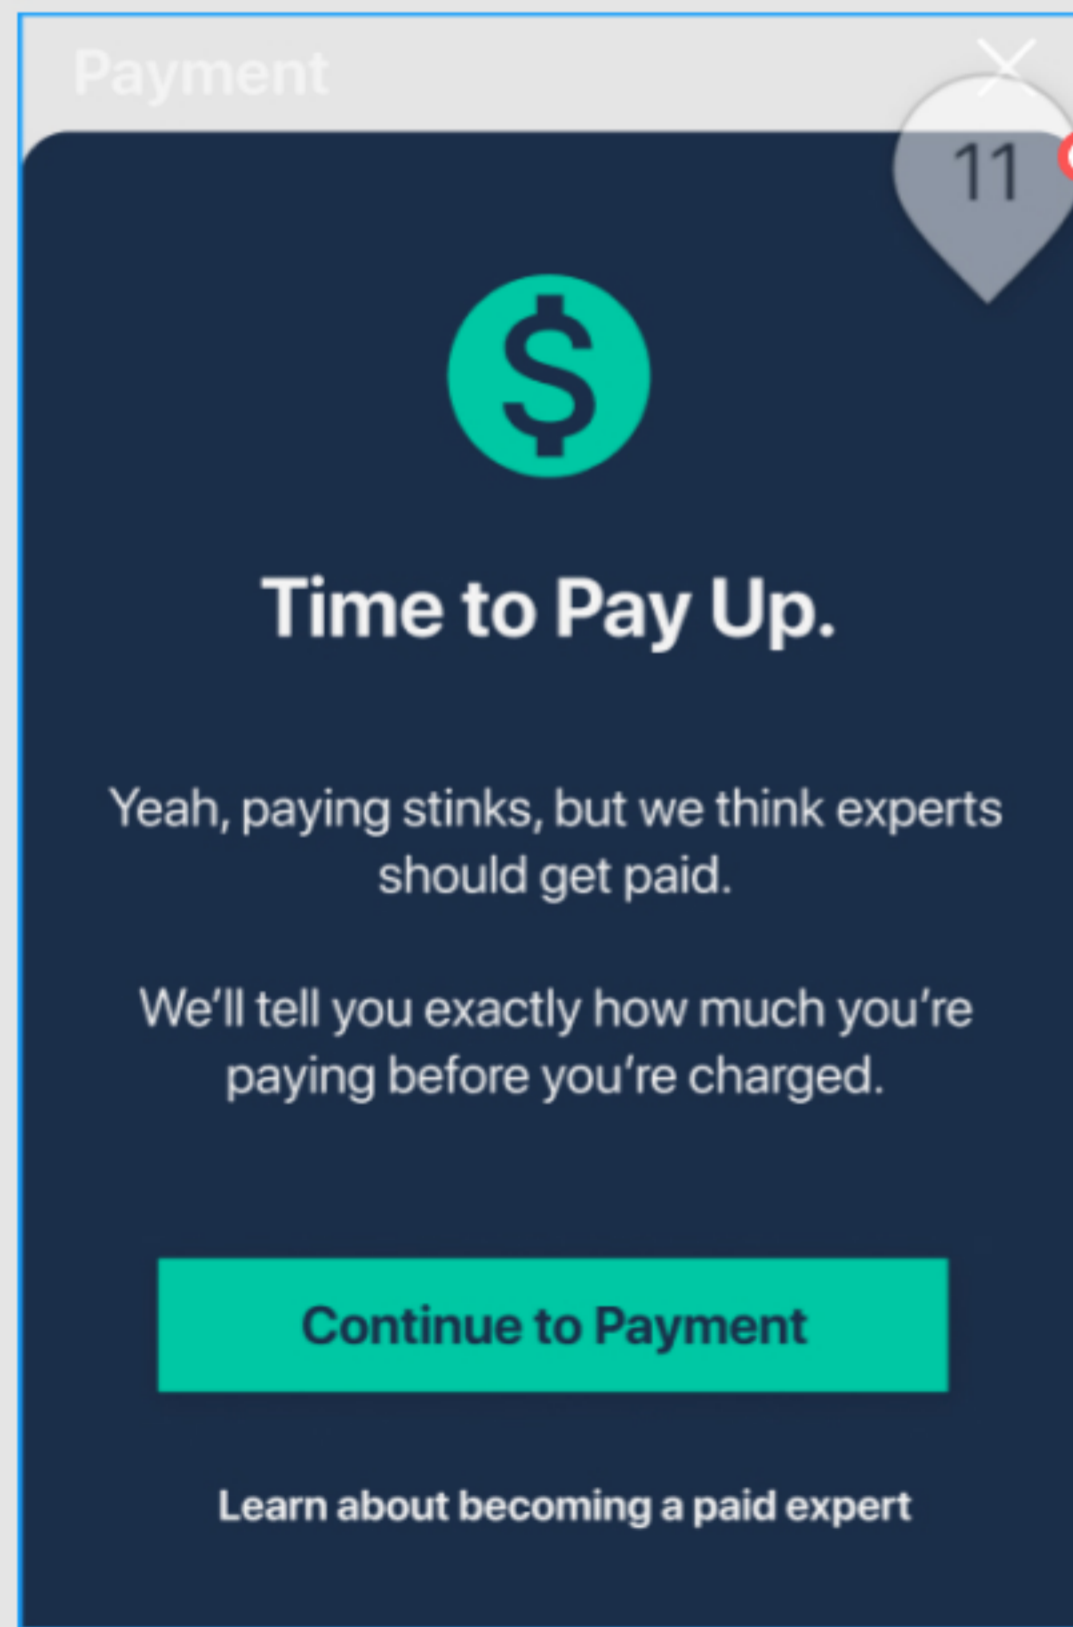 Payment
11
$
Time to Pay Up.
Yeah, paying stinks, but we think experts
should get paid.
We’ll tell you exactly how much you’re
paying before you’re charged.
Continue to Payment
Learn about becoming a paid expert